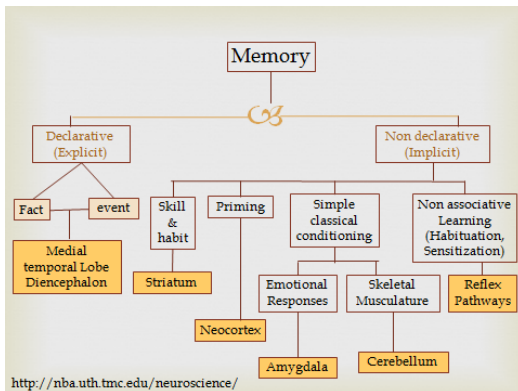 Memory
Declarative
(Explicit)
Non declarative
(Implicit)
Fact
event
Skill
&
habit
Priming
Simple
classical
conditioning
Non associative
Learning
(Habituation,
Sensitization)
Medial
temporal Lobe
Diencephalon
Striatum
Emotional
Responses
Skeletal
Musculature
Reflex
Pathways
Neocortex
Amygdala
Cerebellum
http://nba.uth.tmc.edu/neuroscience/